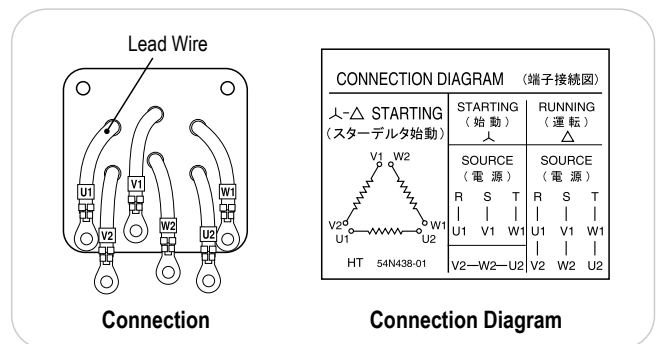 Lead Wire
U1
V1
W1
V2
W2
U2
Connection
CONNECTION DIAGRAM (端子接続図)
人-△ STARTING
(スターデルタ始動)
V1 W2
V2 W1
U1 U2
HT 54N438-01
STARTING
(始動)
人
SOURCE
(電源)
R S T
U1 V1 W1
V2—W2—U2
RUNNING
(運転)
△
SOURCE
(電源)
R S T
U1 V1 W1
V2 W2 U2
Connection Diagram